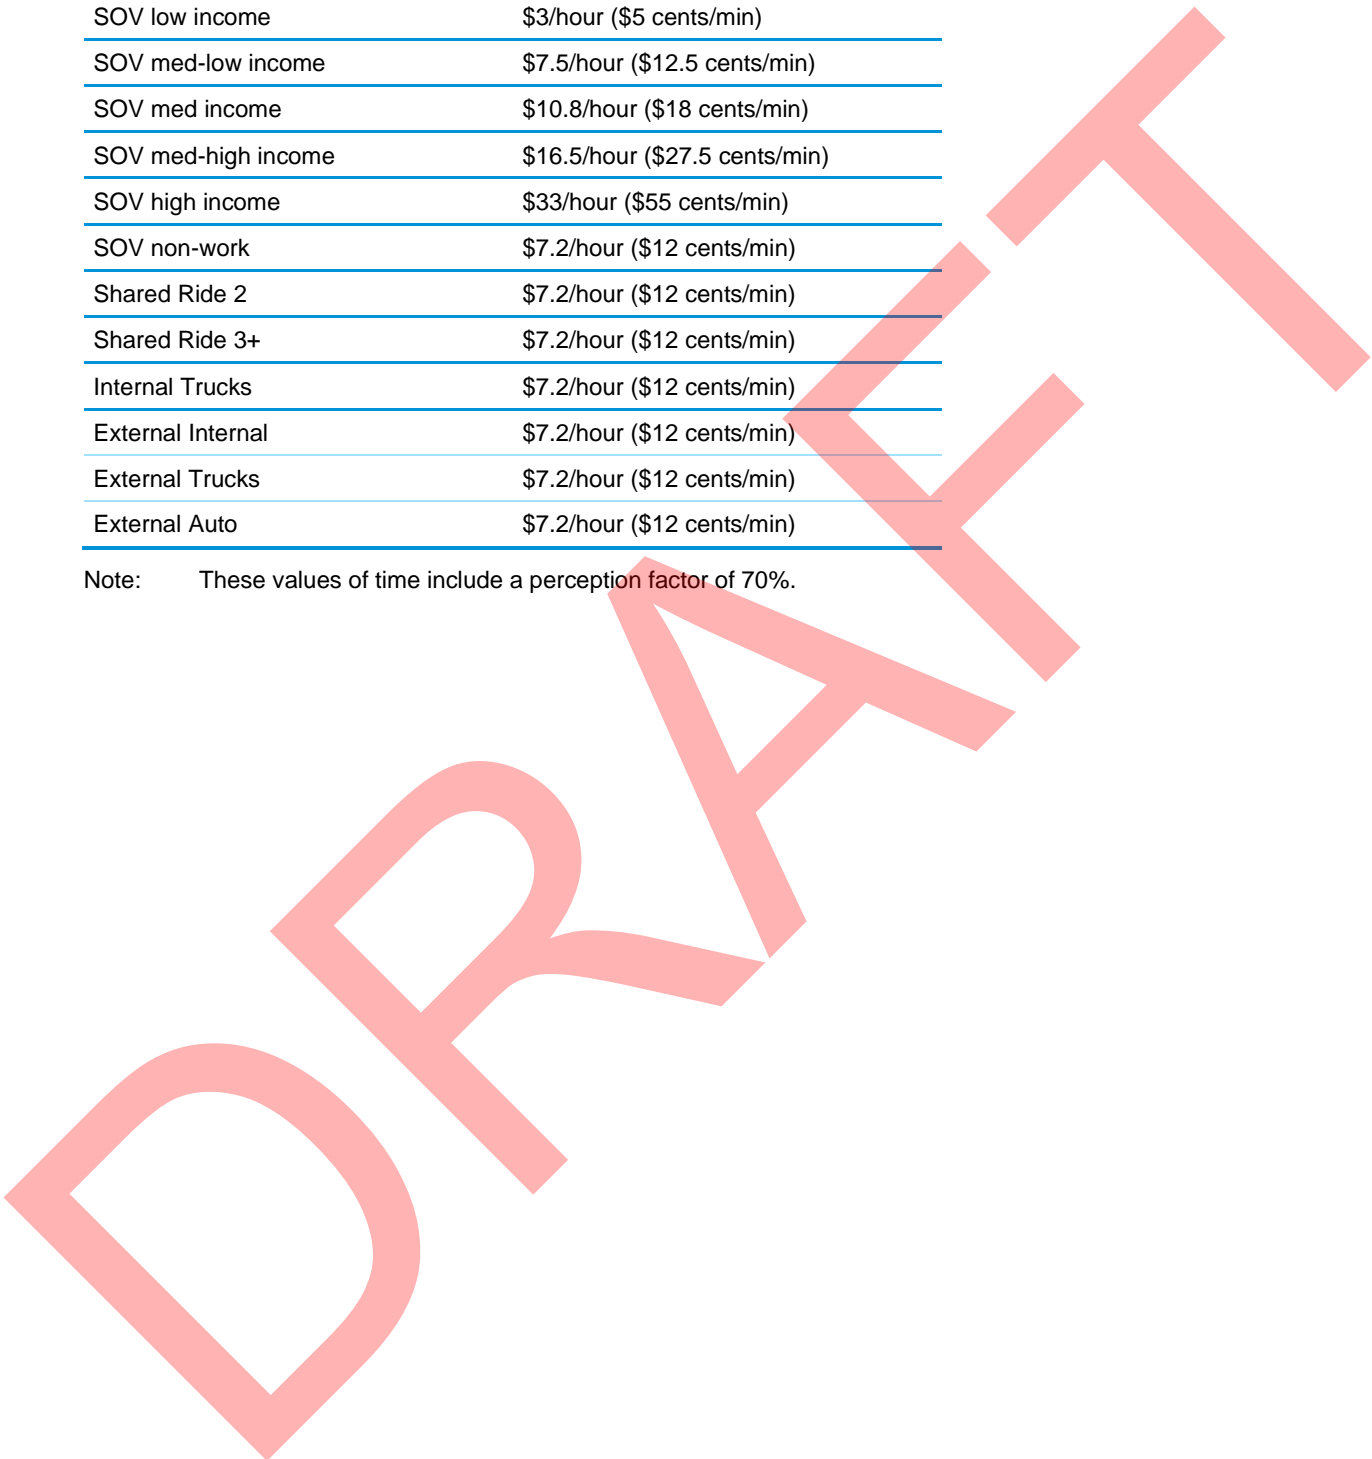 SOV low income $3/hour ($5 cents/min)
SOV med-low income $7.5/hour ($12.5 cents/min)
SOV med income $10.8/hour ($18 cents/min)
SOV med-high income $16.5/hour ($27.5 cents/min)
SOV high income $33/hour ($55 cents/min)
SOV non-work $7.2/hour ($12 cents/min)
Shared Ride 2 $7.2/hour ($12 cents/min)
Shared Ride 3+ $7.2/hour ($12 cents/min)
Internal Trucks $7.2/hour ($12 cents/min)
External Internal $7.2/hour ($12 cents/min)
External Trucks $7.2/hour ($12 cents/min)
External Auto $7.2/hour ($12 cents/min)
Note: These values of time include a perception factor of 70%.
DRAFT